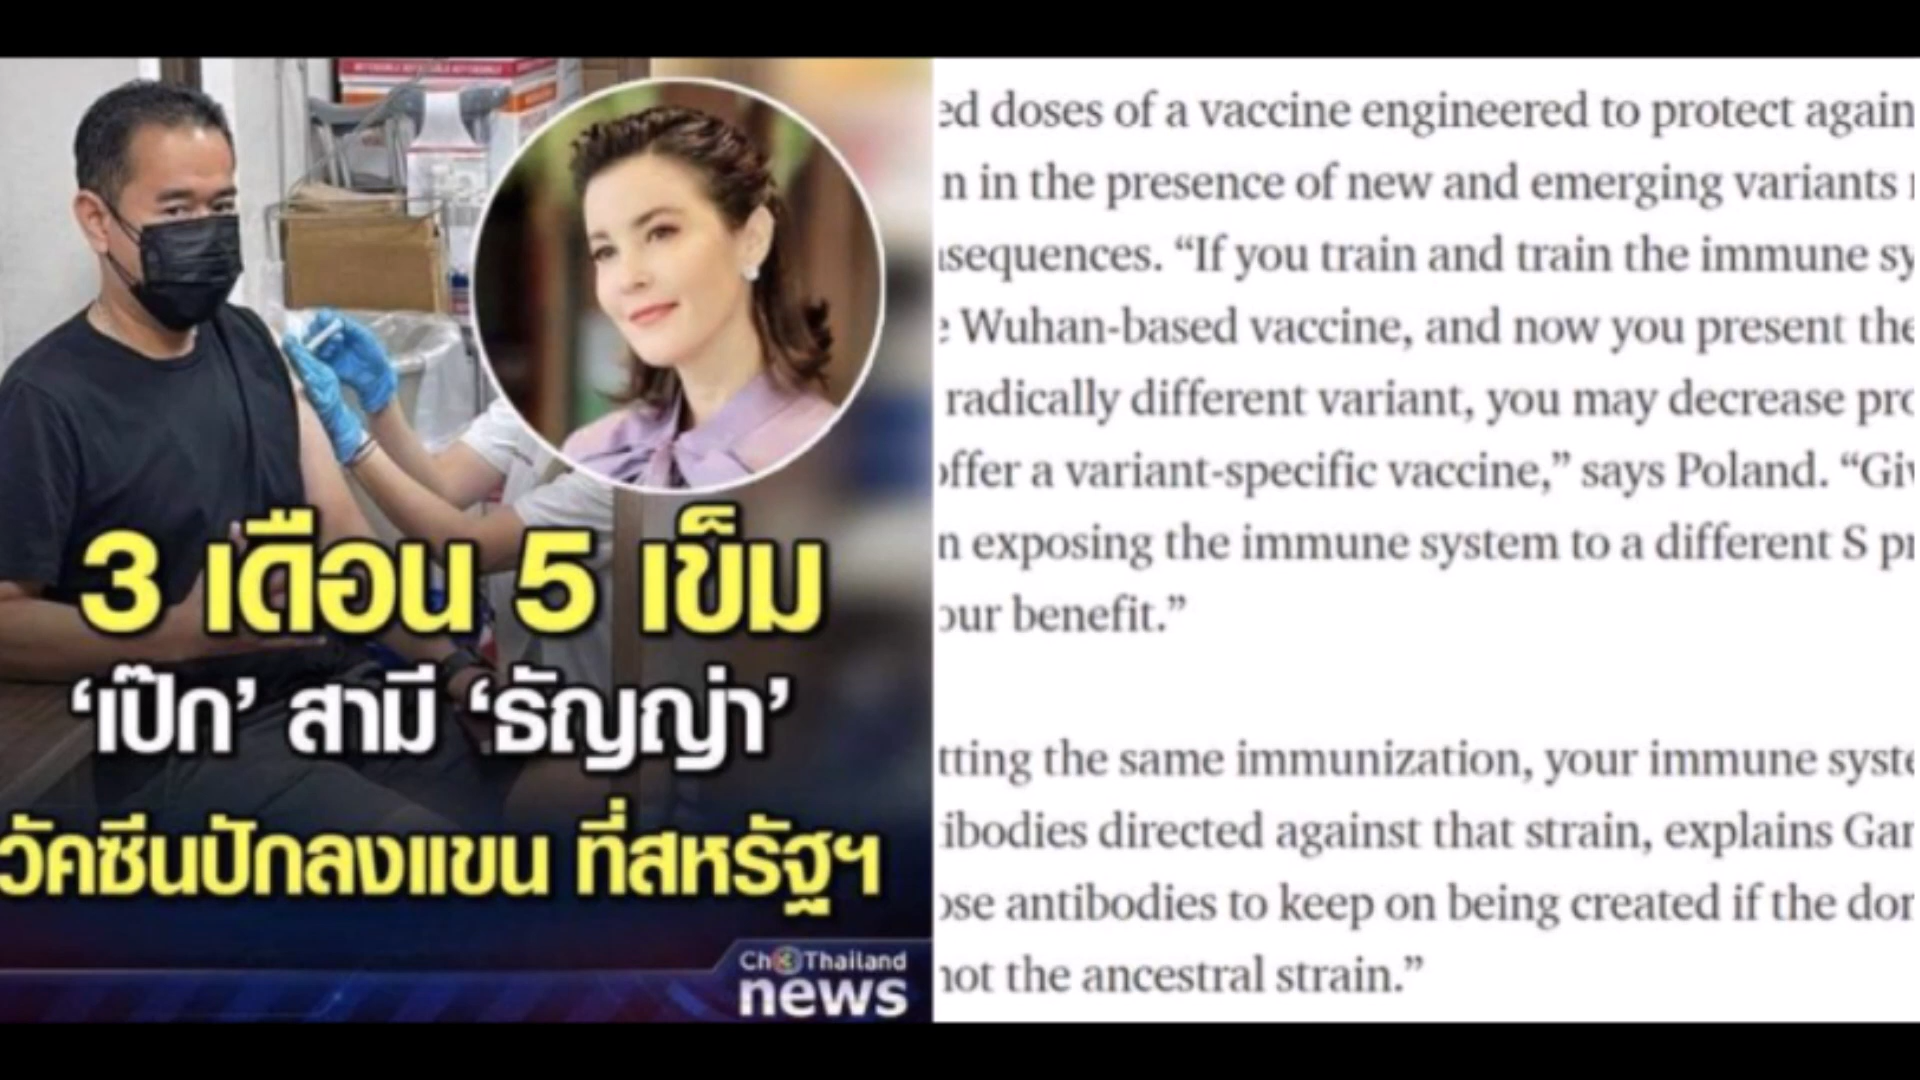 3 เดือน 5 เข็ม
‘เป๊ก’ สามี ‘ธัญญ่า’
วัคซีนปักลงแขน ที่สหรัฐฯ
Ch3Thailand
news
ed doses of a vaccine engineered to protect again
n in the presence of new and emerging variants
sequences. “If you train and train the immune sy
Wuhan-based vaccine, and now you present the
radically different variant, you may decrease pro
offer a variant-specific vaccine,” says Poland. “Giv
n exposing the immune system to a different S pr
our benefit.”
tting the same immunization, your immune syste
ibodies directed against that strain, explains Gan
ose antibodies to keep on being created if the dom
not the ancestral strain.”